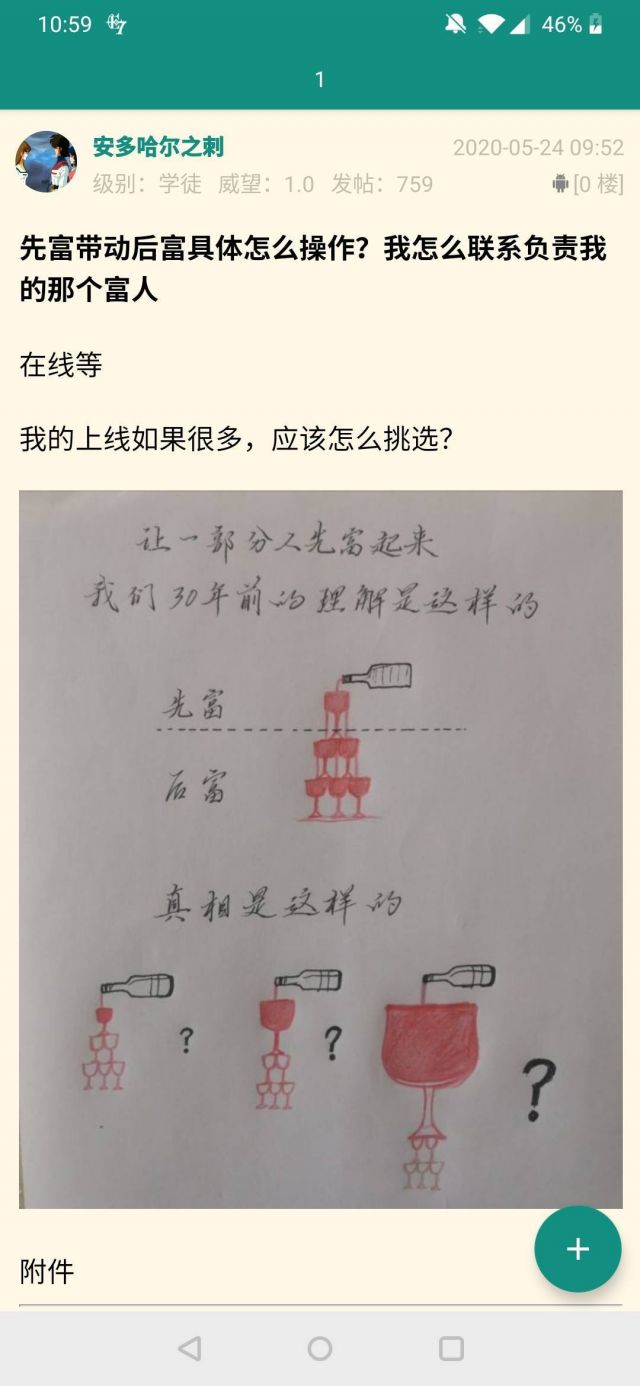 10:59
46%
1
安多哈尔之刺
2020-05-24 09:52
级别：学徒 威望：1.0 发帖：759
[0 楼]
先富带动后富具体怎么操作？我怎么联系负责我
的那个富人
在线等
我的上线如果很多，应该怎么挑选？
让一部分人先富起来
我们30年前的理解是这样的
先富
后富
真相是这样的
?
?
?
附件